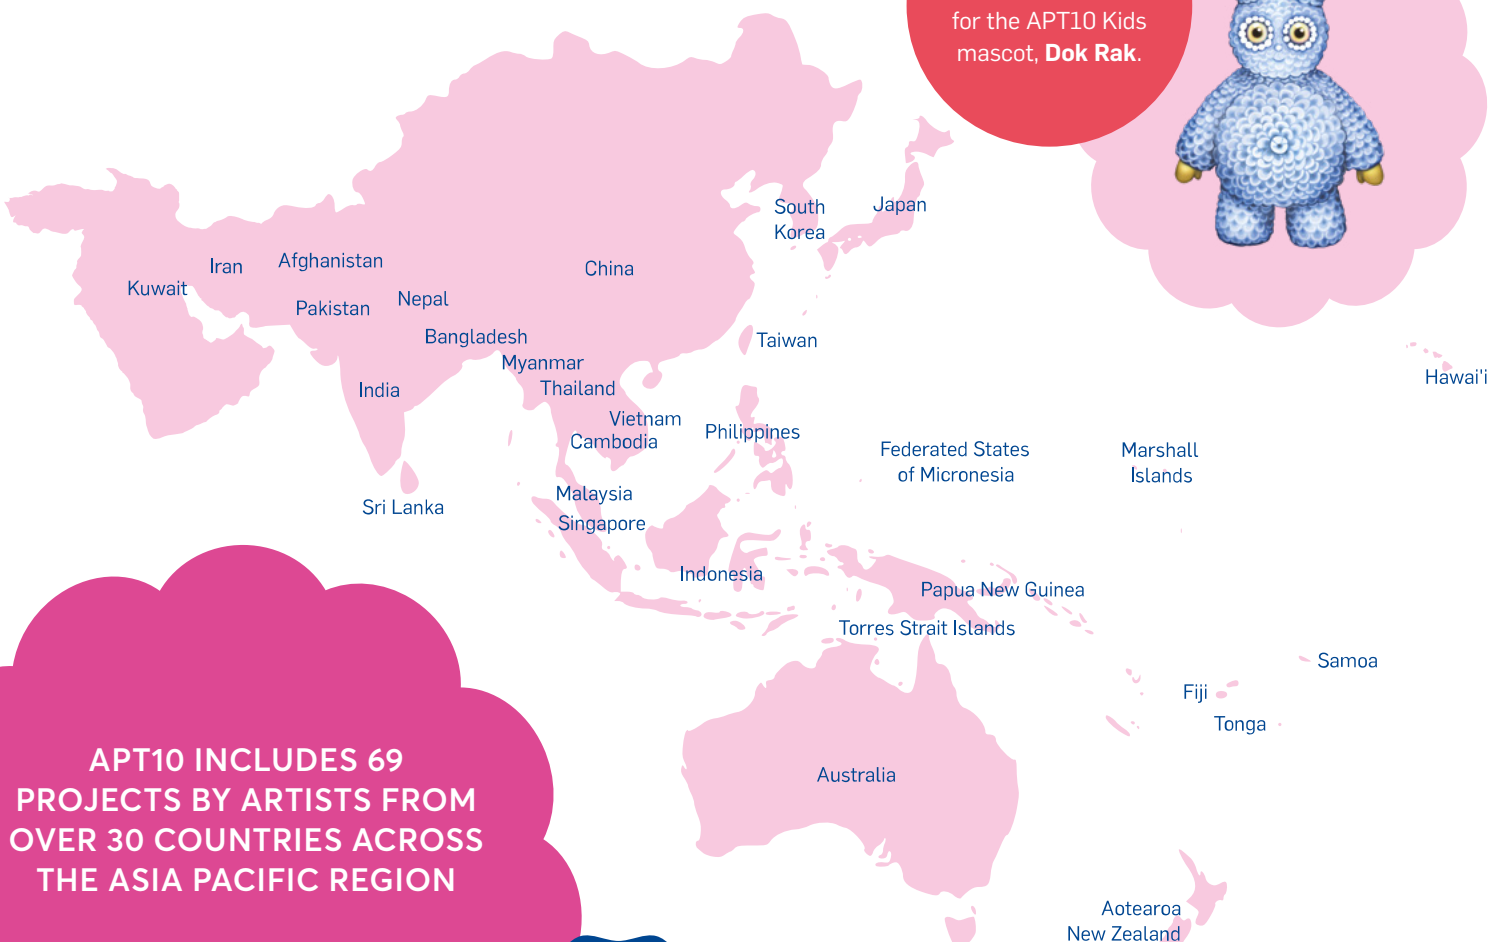 for the APT10 Kids
mascot, Dok Rak.
South
Korea
Japan
Iran
Afghanistan
China
Kuwait
Pakistan
Nepal
Bangladesh
Taiwan
Myanmar
Thailand
India
Hawai'i
Vietnam
Cambodia
Philippines
Federated States
of Micronesia
Marshall
Islands
Malaysia
Sri Lanka
Singapore
Indonesia
Papua New Guinea
Torres Strait Islands
Samoa
Fiji
Tonga
Australia
APT10 INCLUDES 69
PROJECTS BY ARTISTS FROM
OVER 30 COUNTRIES ACROSS
THE ASIA PACIFIC REGION
Aotearoa
New Zealand